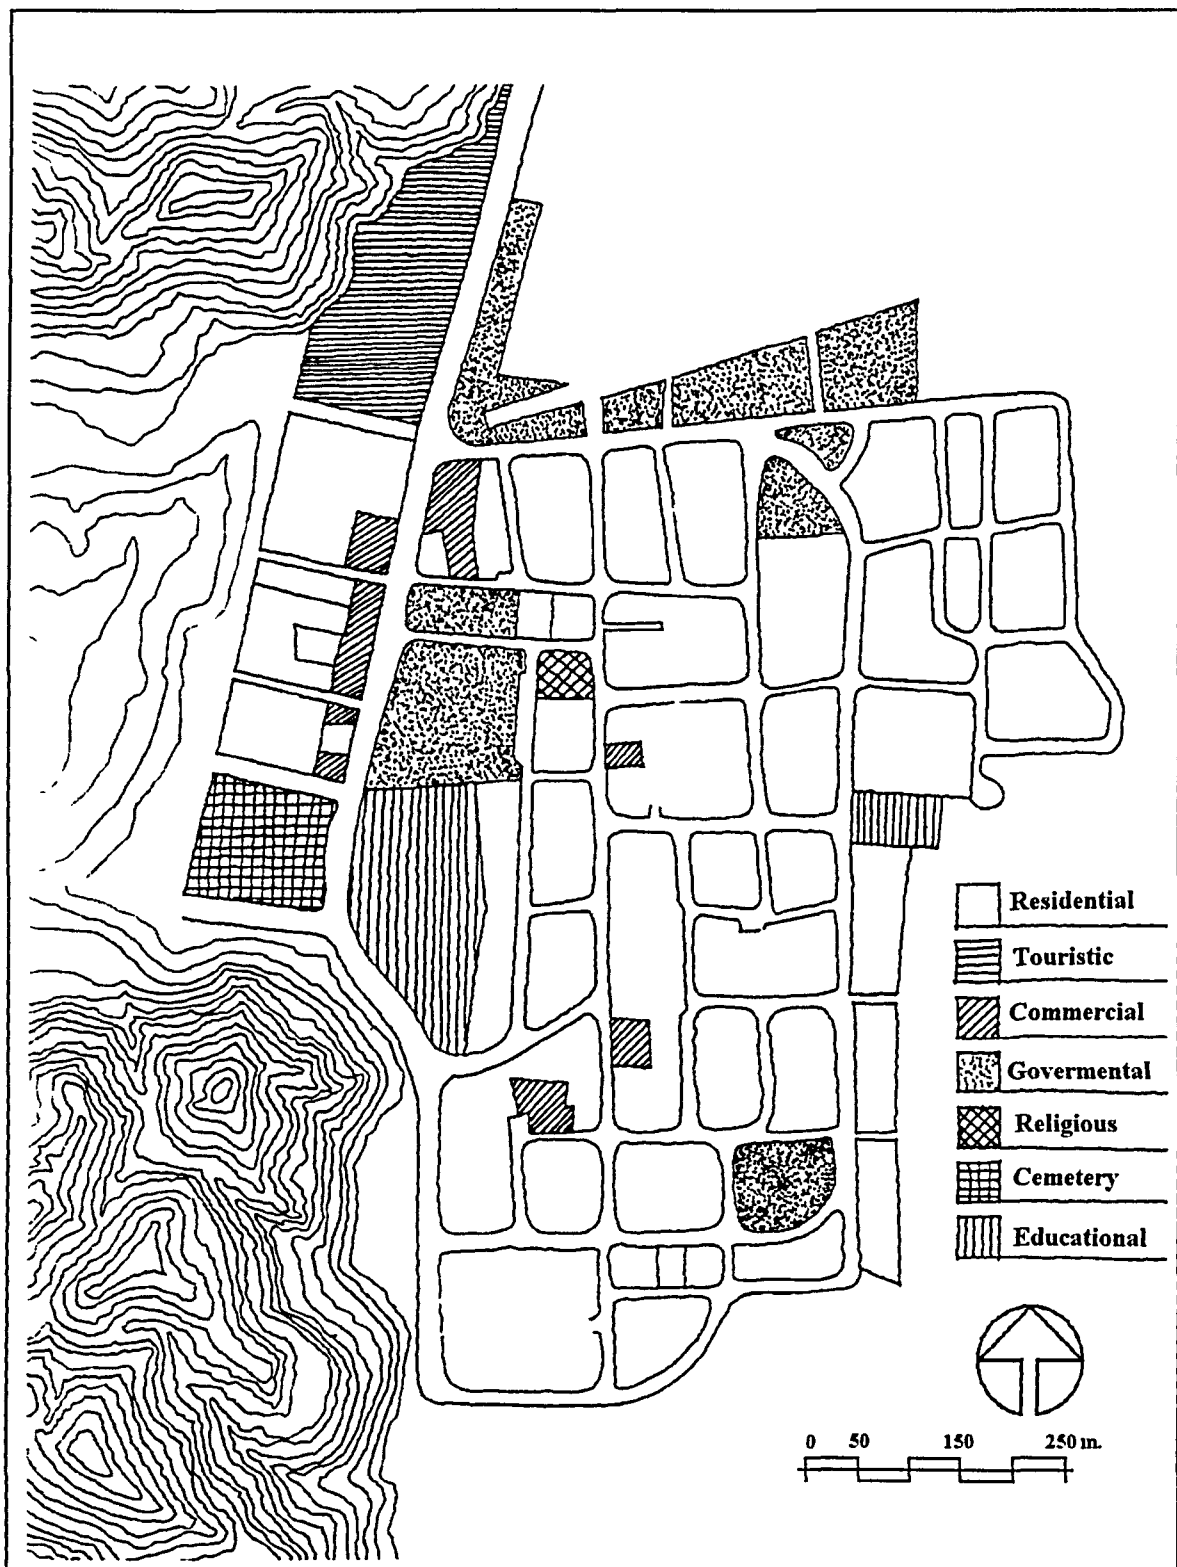 Residential
Touristic
Commercial
Govermental
Religious
Cemetery
Educational
0 50 150 250 m.